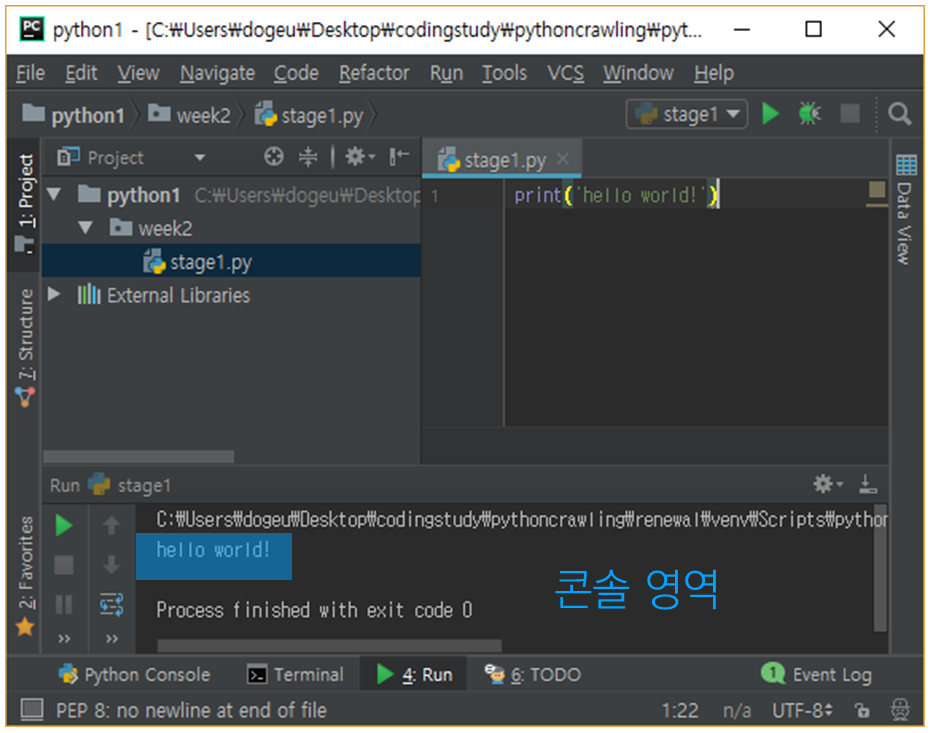 PC python1 - [C:₩Users₩dogeu₩Desktop₩codingstudy₩pythoncrawling₩pyt...
File Edit View Navigate Code Refactor Run Tools VCS Window Help
python1 week2 stage1.py stage1
1: Project
7: Structure
2: Favorites
Project
python1 C:₩Users₩dogeu₩Desktop
week2
stage1.py
External Libraries
stage1.py
1 print('hello world!')
Data View
Run stage1
C:₩Users₩dogeu₩Desktop₩codingstudy₩pythoncrawling₩renewal₩venv₩Scripts₩python
hello world!
콘솔 영역
Process finished with exit code 0
Python Console Terminal 4: Run 6: TODO 1 Event Log
PEP 8: no newline at end of file 1:22 n/a UTF-8